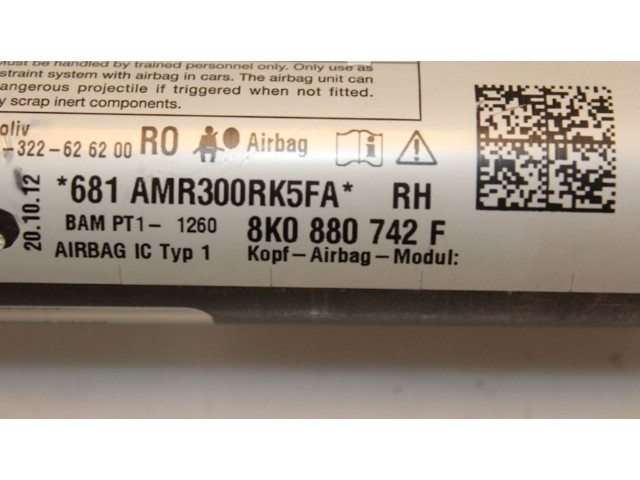 must be handled by trained personnel only. Only use as
straint system with airbag in cars. The airbag unit can
dangerous projectile if triggered when not fitted.
y scrap inert components.
oliv
-322-62 62 00 RO Airbag
20.10.12
*681 AMR300RK5FA* RH
BAM PT1- 1260 8K0 880 742 F
AIRBAG IC Typ 1 Kopf-Airbag-Modul: